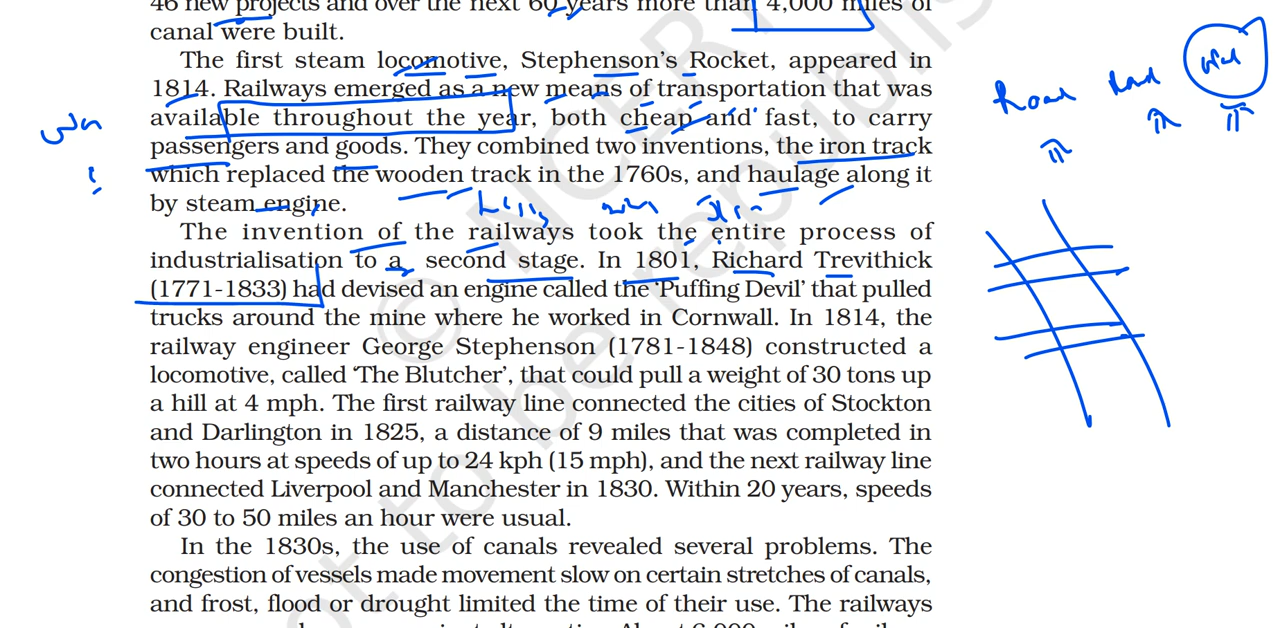 46 new projects and over the next 60 years more than 4,000 miles of
canal were built.
The first steam locomotive, Stephenson's Rocket, appeared in
1814. Railways emerged as a new means of transportation that was
available throughout the year, both cheap and fast, to carry
passengers and goods. They combined two inventions, the iron track
which replaced the wooden track in the 1760s, and haulage along it
by steam engine.
The invention of the railways took the entire process of
industrialisation to a second stage. In 1801, Richard Trevithick
(1771-1833) had devised an engine called the 'Puffing Devil' that pulled
trucks around the mine where he worked in Cornwall. In 1814, the
railway engineer George Stephenson (1781-1848) constructed a
locomotive, called 'The Blutcher', that could pull a weight of 30 tons up
a hill at 4 mph. The first railway line connected the cities of Stockton
and Darlington in 1825, a distance of 9 miles that was completed in
two hours at speeds of up to 24 kph (15 mph), and the next railway line
connected Liverpool and Manchester in 1830. Within 20 years, speeds
of 30 to 50 miles an hour were usual.
In the 1830s, the use of canals revealed several problems. The
congestion of vessels made movement slow on certain stretches of canals,
and frost, flood or drought limited the time of their use. The railways
Road
© NCERT
not to be republished